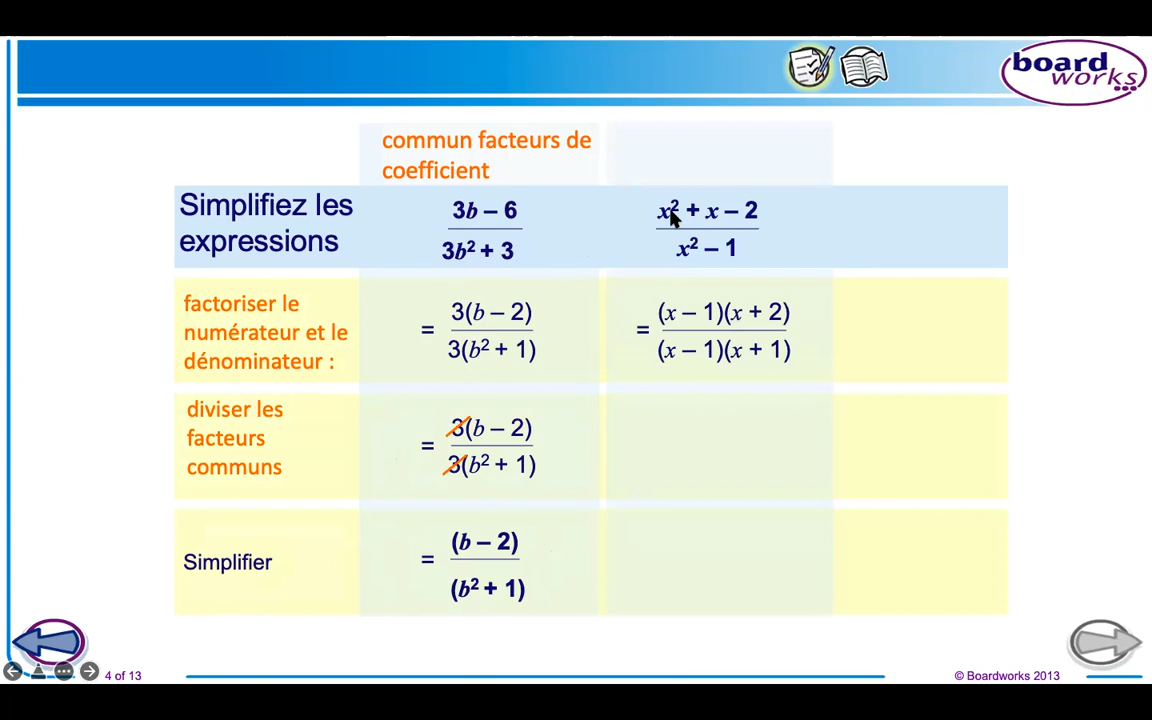 board
works
commun facteurs de
coefficient
Simplifiez les
expressions
3b – 6
3b² + 3
x² + x – 2
x² – 1
factoriser le
numérateur et le
dénominateur :
= 3(b – 2)
3(b² + 1)
= (x – 1)(x + 2)
(x – 1)(x + 1)
diviser les
facteurs
communs
= 3(b – 2)
3(b² + 1)
Simplifier
= (b – 2)
(b² + 1)
4 of 13
© Boardworks 2013